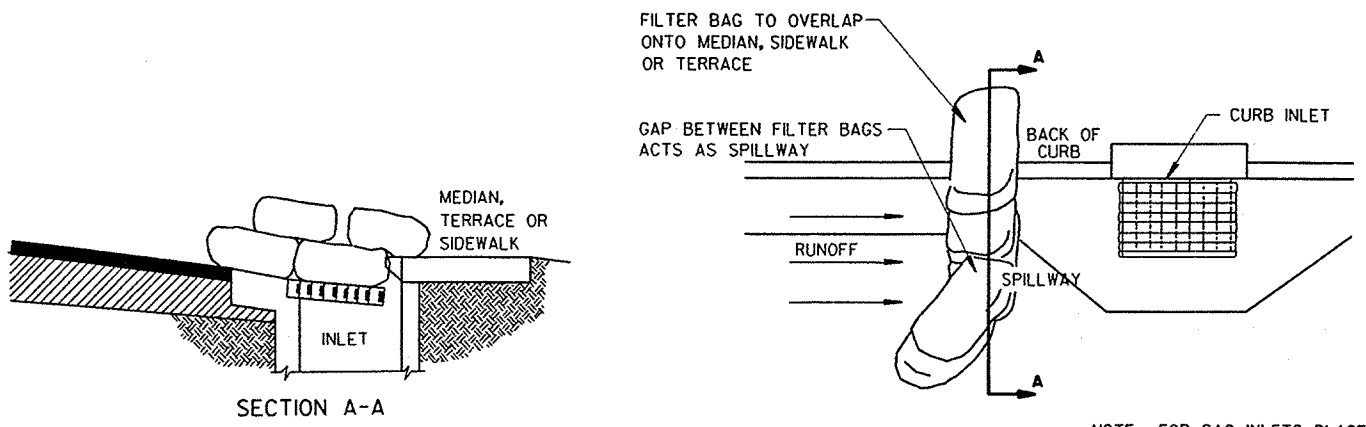 FILTER BAG TO OVERLAP
ONTO MEDIAN, SIDEWALK
OR TERRACE
GAP BETWEEN FILTER BAGS
ACTS AS SPILLWAY
A
BACK OF
CURB
CURB INLET
RUNOFF
SPILLWAY
A
MEDIAN,
TERRACE OR
SIDEWALK
INLET
SECTION A-A